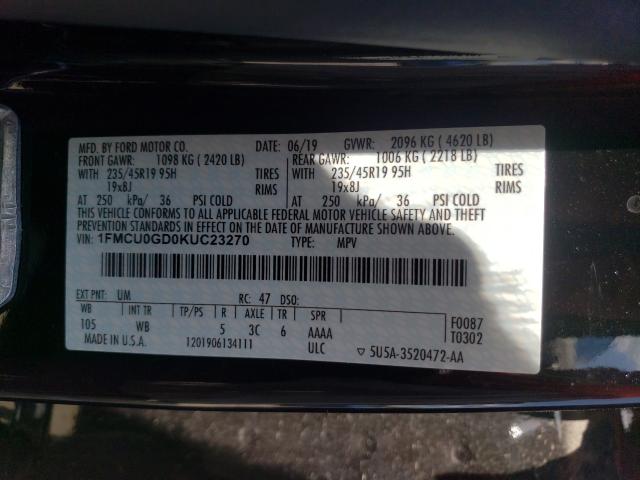 MFD. BY FORD MOTOR CO. DATE: 06/19 GVWR: 2096 KG ( 4620 LB)
FRONT GAWR: 1098 KG ( 2420 LB) REAR GAWR: 1006 KG ( 2218 LB)
WITH 235/45R19 95H TIRES WITH 235/45R19 95H TIRES
19x8J RIMS 19x8J RIMS
AT 250 kPa/ 36 PSI COLD AT 250 kPa/ 36 PSI COLD
THIS VEHICLE CONFORMS TO ALL APPLICABLE FEDERAL MOTOR VEHICLE SAFETY AND THEFT
PREVENTION STANDARDS IN EFFECT ON THE DATE OF MANUFACTURE SHOWN ABOVE.
VIN: 1FMCU0GD0KUC23270 TYPE: MPV
EXT PNT: UM RC: 47 DSO:
WB INT TR TP/PS R AXLE TR SPR F0087
105 WB 5 3C 6 AAAA T0302
MADE IN U.S.A. 1201906134111 ULC ▽ 5U5A-3520472-AA